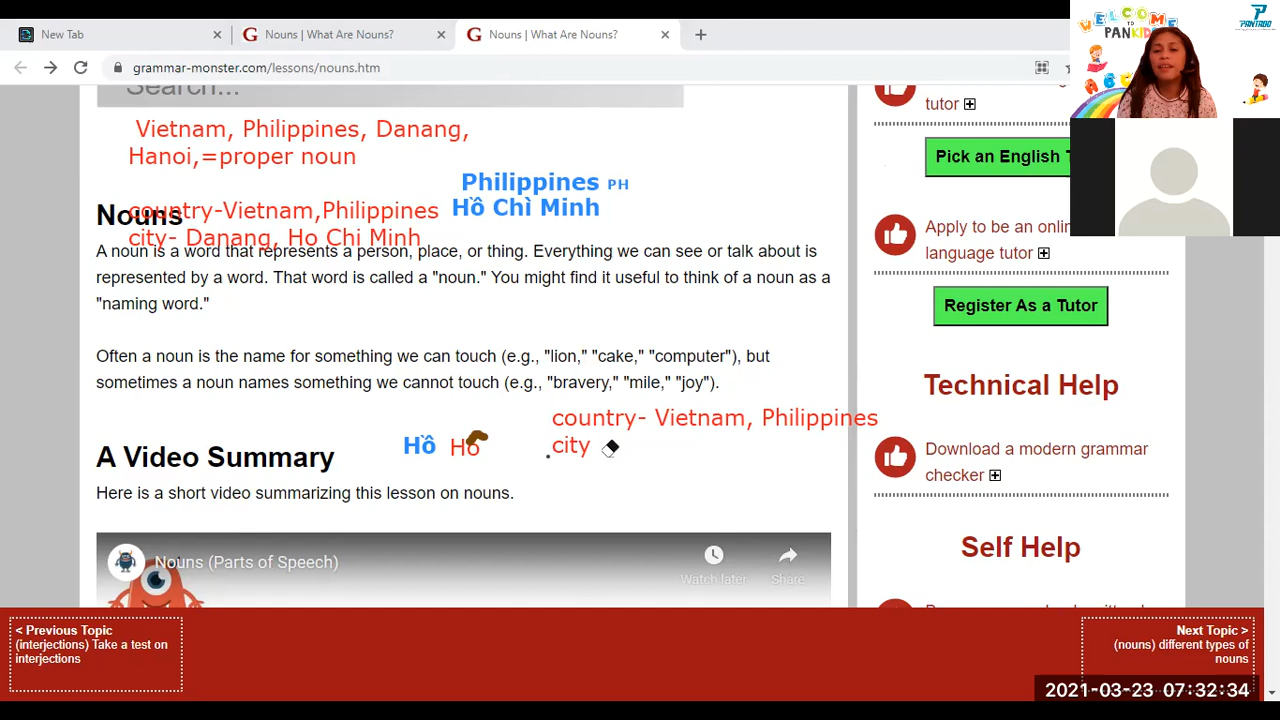 New Tab
Nouns | What Are Nouns?
Nouns | What Are Nouns?
grammar-monster.com/lessons/nouns.htm
Search...
Vietnam, Philippines, Danang,
Hanoi,=proper noun
Philippines PH
Hồ Chì Minh
country-Vietnam,Philippines
city- Danang, Ho Chi Minh
Nouns
A noun is a word that represents a person, place, or thing. Everything we can see or talk about is
represented by a word. That word is called a "noun." You might find it useful to think of a noun as a
"naming word."
Often a noun is the name for something we can touch (e.g., "lion," "cake," "computer"), but
sometimes a noun names something we cannot touch (e.g., "bravery," "mile," "joy").
country- Vietnam, Philippines
city
Hồ Ho
A Video Summary
Here is a short video summarizing this lesson on nouns.
Nouns (Parts of Speech)
Watch later
Share
tutor
Pick an English
Apply to be an
language tutor
Register As a Tutor
Technical Help
Download a modern grammar
checker
Self Help
< Previous Topic
(interjections) Take a test on
interjections
Next Topic >
(nouns) different types of
nouns
WELCOME
TO
PANKID
PANTADO
2021-03-23 07:32:34